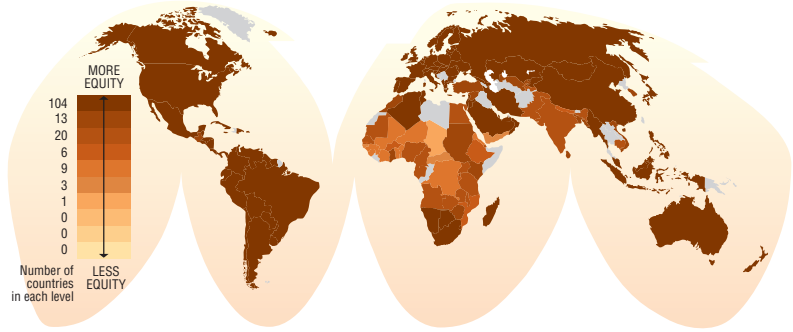 MORE
EQUITY
104
13
20
6
9
3
1
0
0
0
0
Number of
countries
in each level
LESS
EQUITY